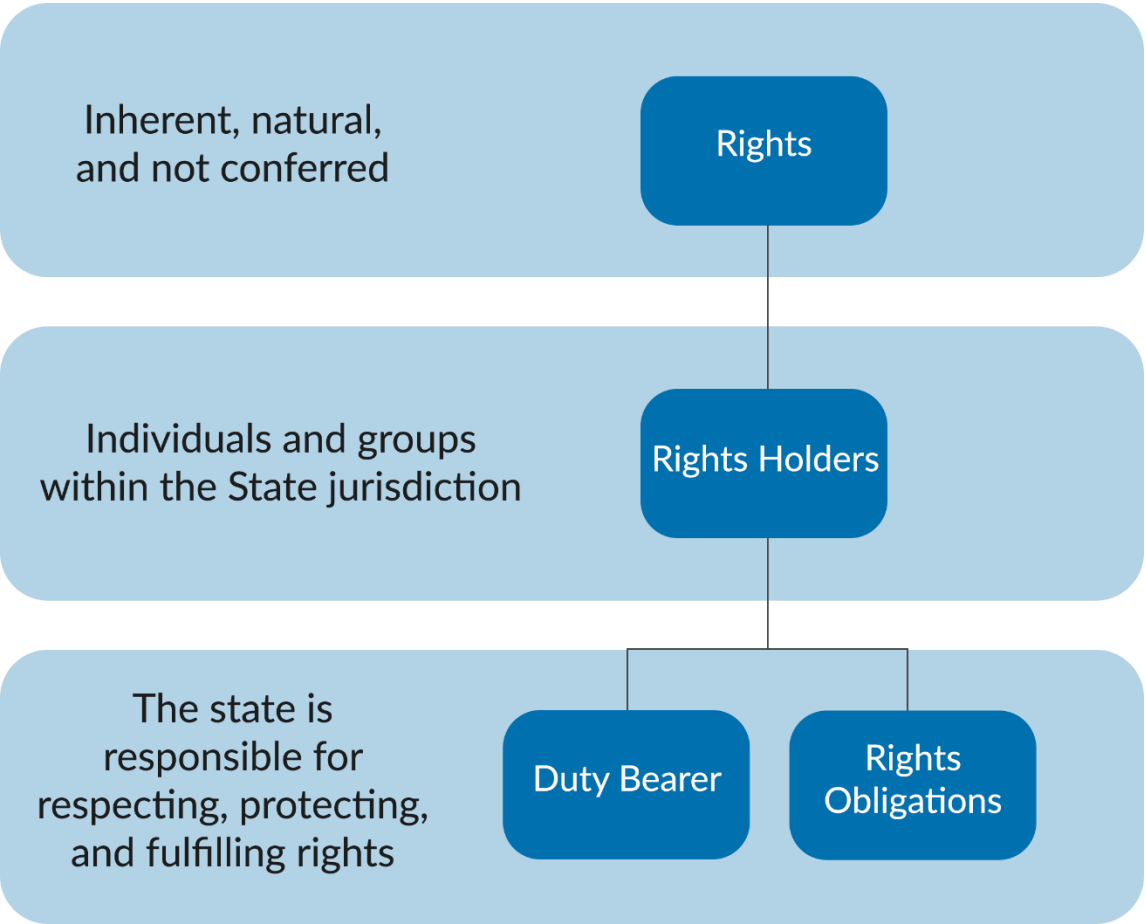 Inherent, natural,
and not conferred
Rights
Individuals and groups
within the State jurisdiction
Rights Holders
The state is
responsible for
respecting, protecting,
and fulfilling rights
Duty Bearer
Rights
Obligations